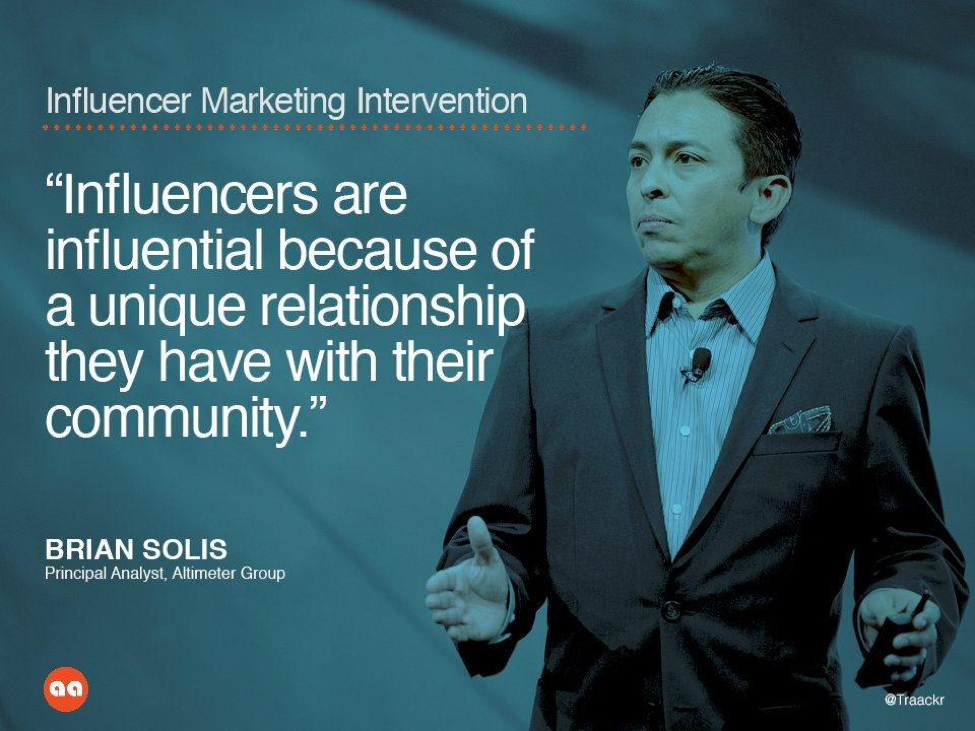 Influencer Marketing Intervention
“Influencers are
influential because of
a unique relationship
they have with their
community.”
BRIAN SOLIS
Principal Analyst, Altimeter Group
aa
@Traackr